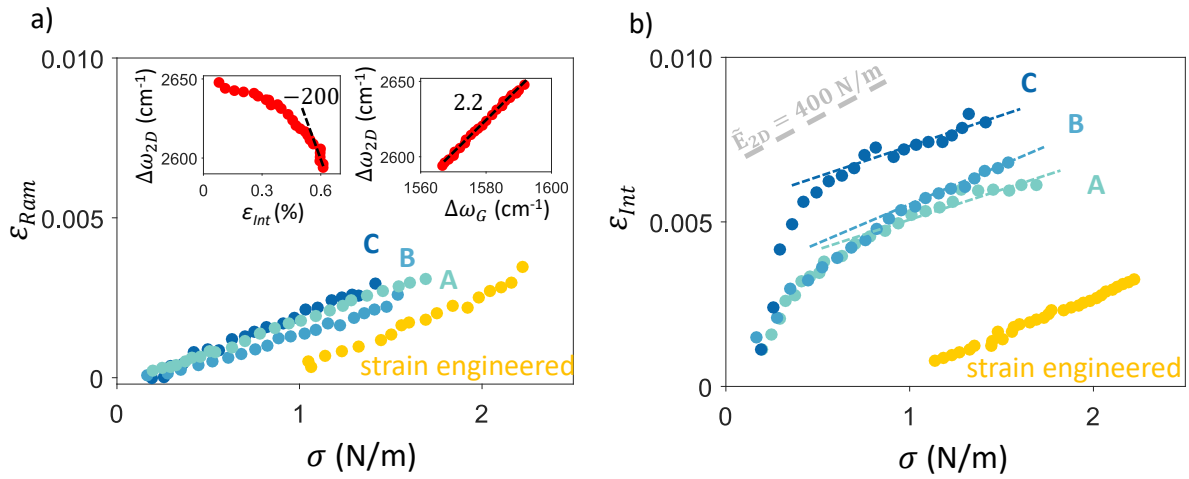 a)
0.010
0.005
0
ε_Ram
0
1
2
σ (N/m)
Δω_2D (cm⁻¹)
2650
2600
−200
0
0.3
0.6
ε_Int (%)
Δω_2D (cm⁻¹)
2650
2600
2.2
1560
1580
1600
Δω_G (cm⁻¹)
C
B
A
strain engineered
b)
0.010
0.005
0
ε_Int
Ẽ_2D = 400 N/m
C
B
A
strain engineered
0
1
2
σ (N/m)